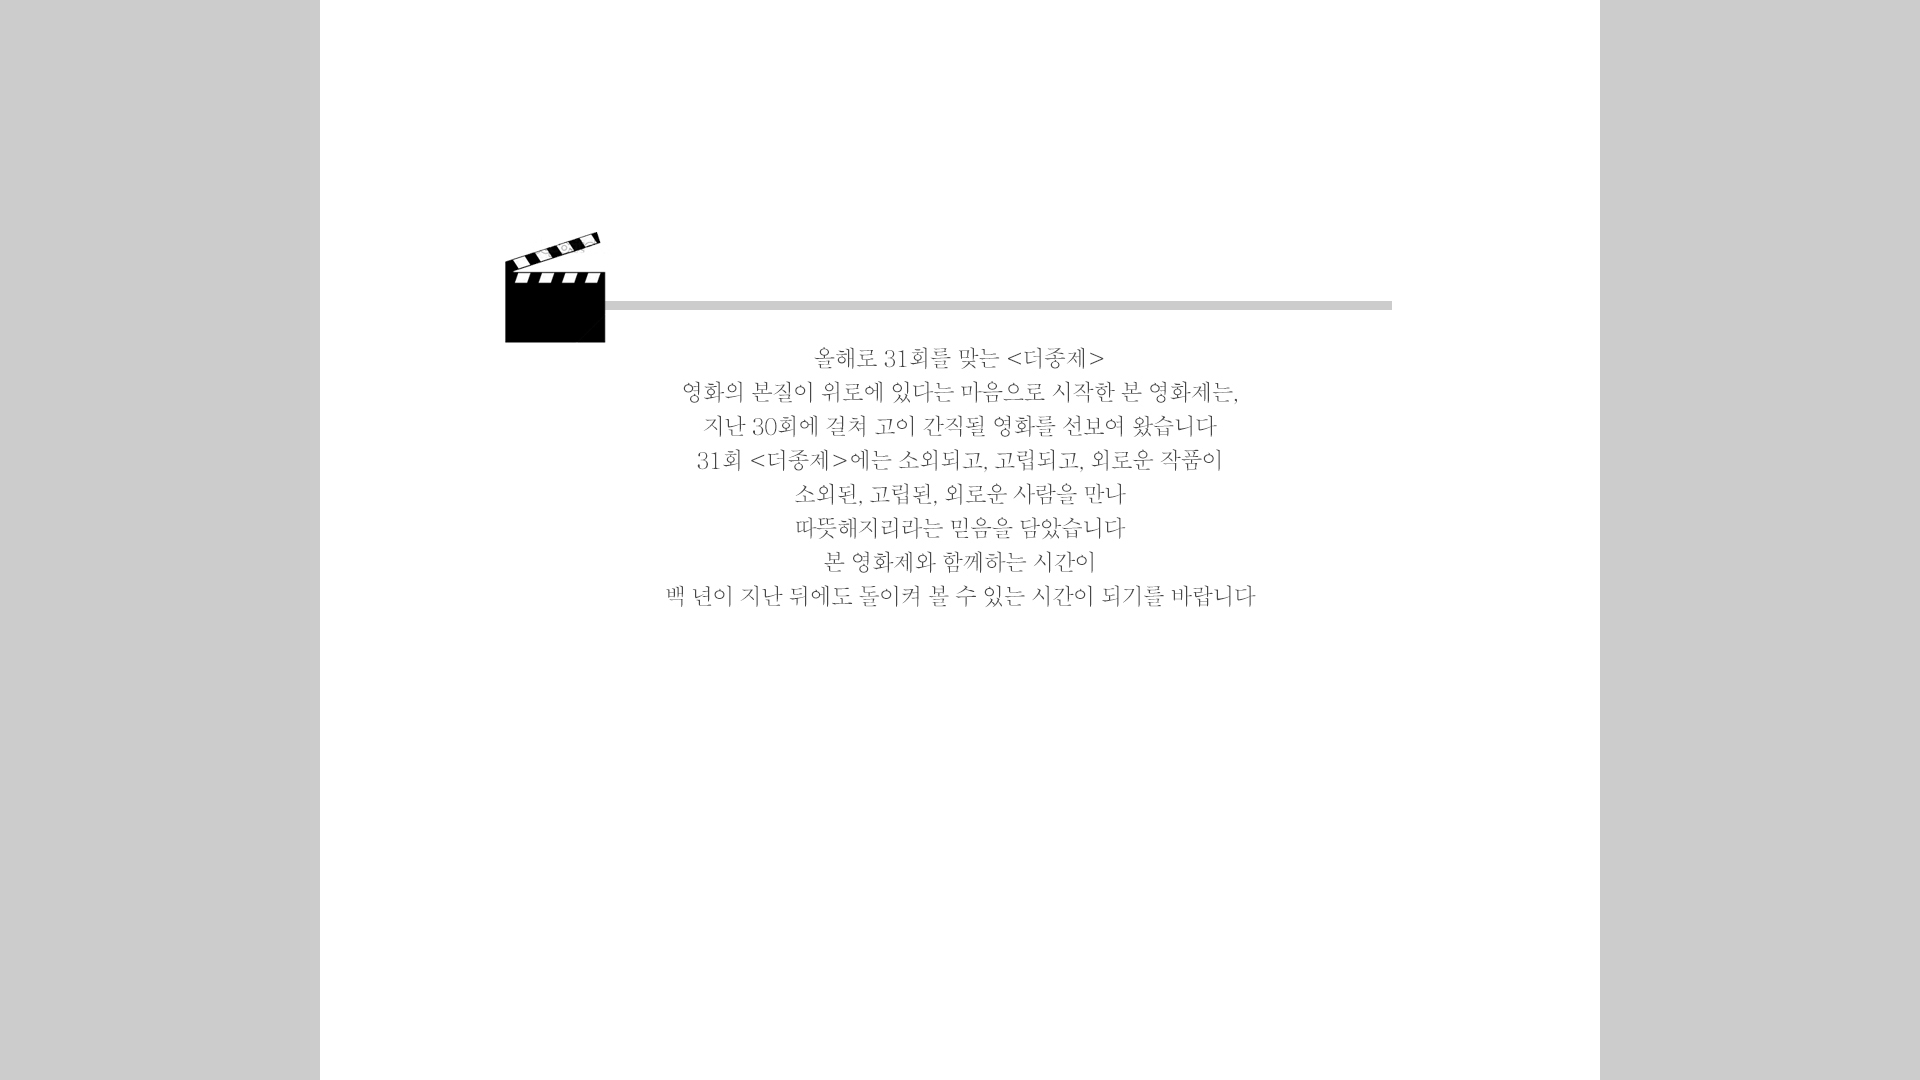 올해로 31회를 맞는 <더종제>
영화의 본질이 위로에 있다는 마음으로 시작한 본 영화제는,
지난 30회에 걸쳐 고이 간직될 영화를 선보여 왔습니다
31회 <더종제>에는 소외되고, 고립되고, 외로운 작품이
소외된, 고립된, 외로운 사람을 만나
따뜻해지리라는 믿음을 담았습니다
본 영화제와 함께하는 시간이
백 년이 지난 뒤에도 돌이켜 볼 수 있는 시간이 되기를 바랍니다